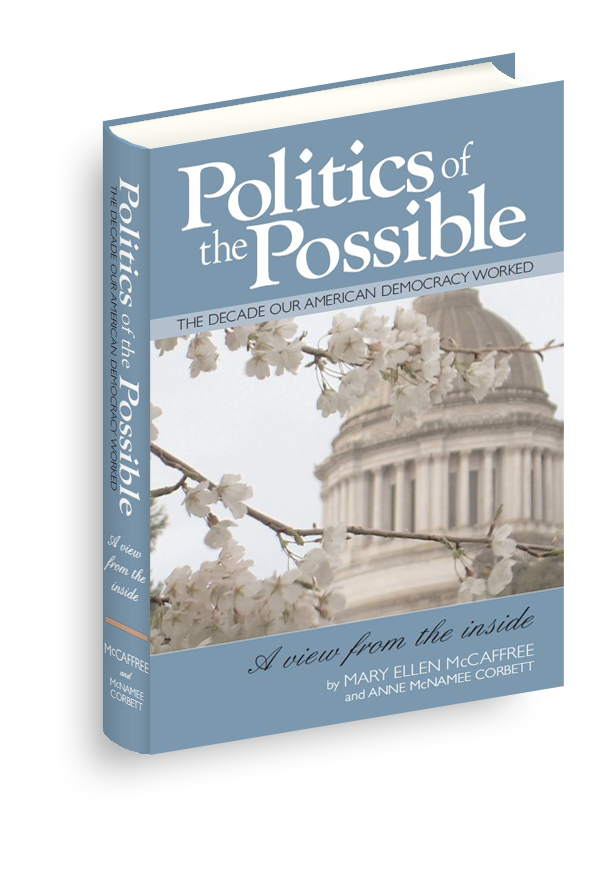 Politics of
the Possible
THE DECADE OUR AMERICAN DEMOCRACY WORKED
A view from the inside
by MARY ELLEN McCAFFREE
and ANNE McNAMEE CORBETT
Politics of the Possible
THE DECADE OUR AMERICAN DEMOCRACY WORKED
A view
from the
inside
McCAFFREE
and
McNAMEE
CORBETT